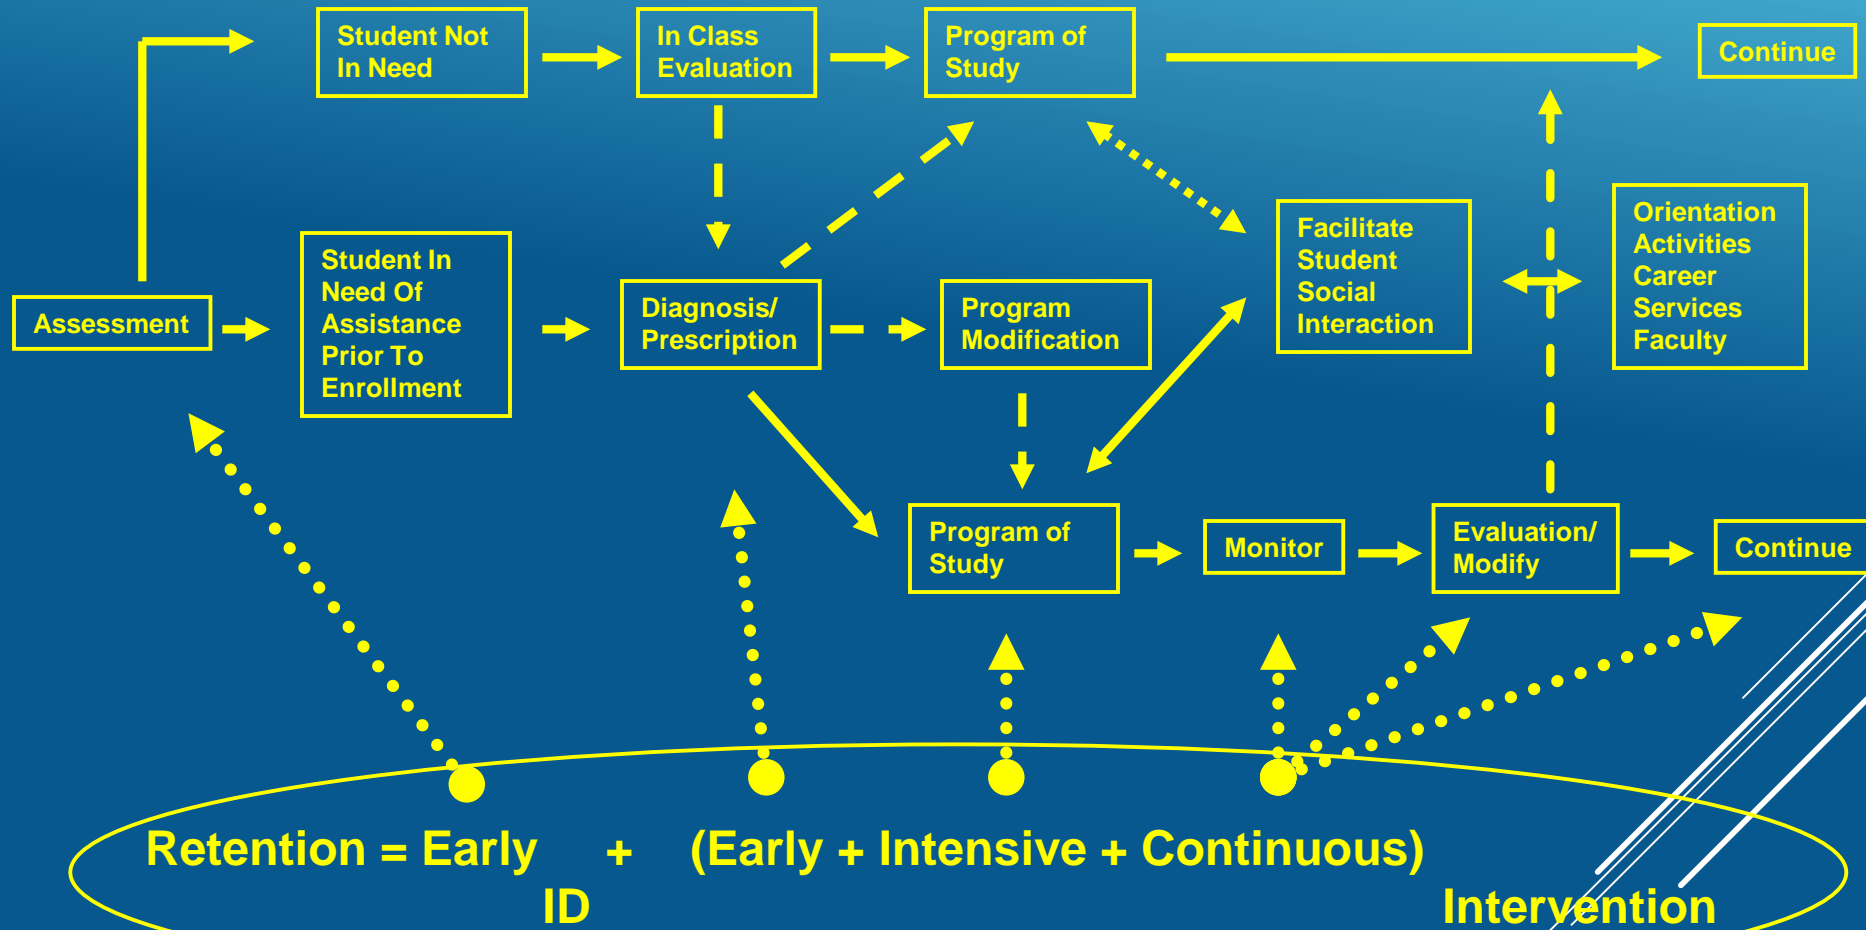 Student Not
In Need
In Class
Evaluation
Program of
Study
Continue
Assessment
Student In
Need Of
Assistance
Prior To
Enrollment
Diagnosis/
Prescription
Program
Modification
Facilitate
Student
Social
Interaction
Orientation
Activities
Career
Services
Faculty
Program of
Study
Monitor
Evaluation/
Modify
Continue
Retention = Early + (Early + Intensive + Continuous)
ID Intervention